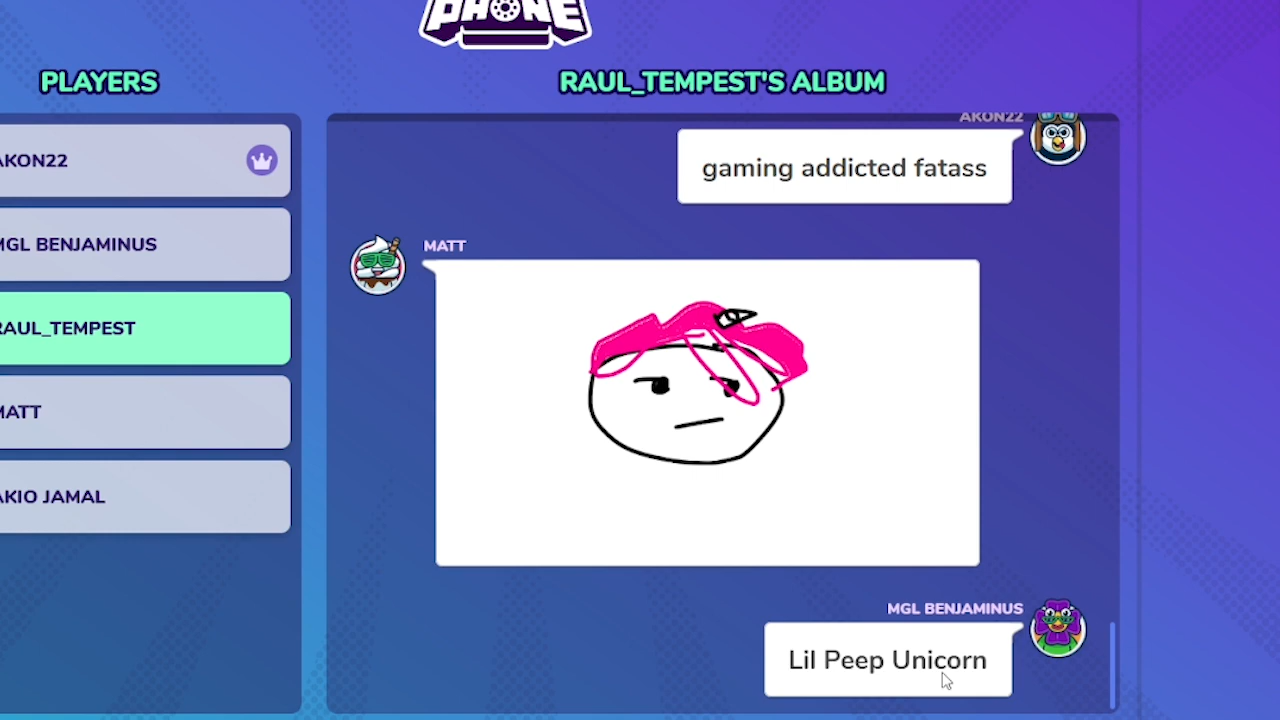 PHONE
PLAYERS
RAUL_TEMPEST'S ALBUM
AKON22
MGL BENJAMINUS
RAUL_TEMPEST
MATT
AKIO JAMAL
AKON22
gaming addicted fatass
MATT
MGL BENJAMINUS
Lil Peep Unicorn